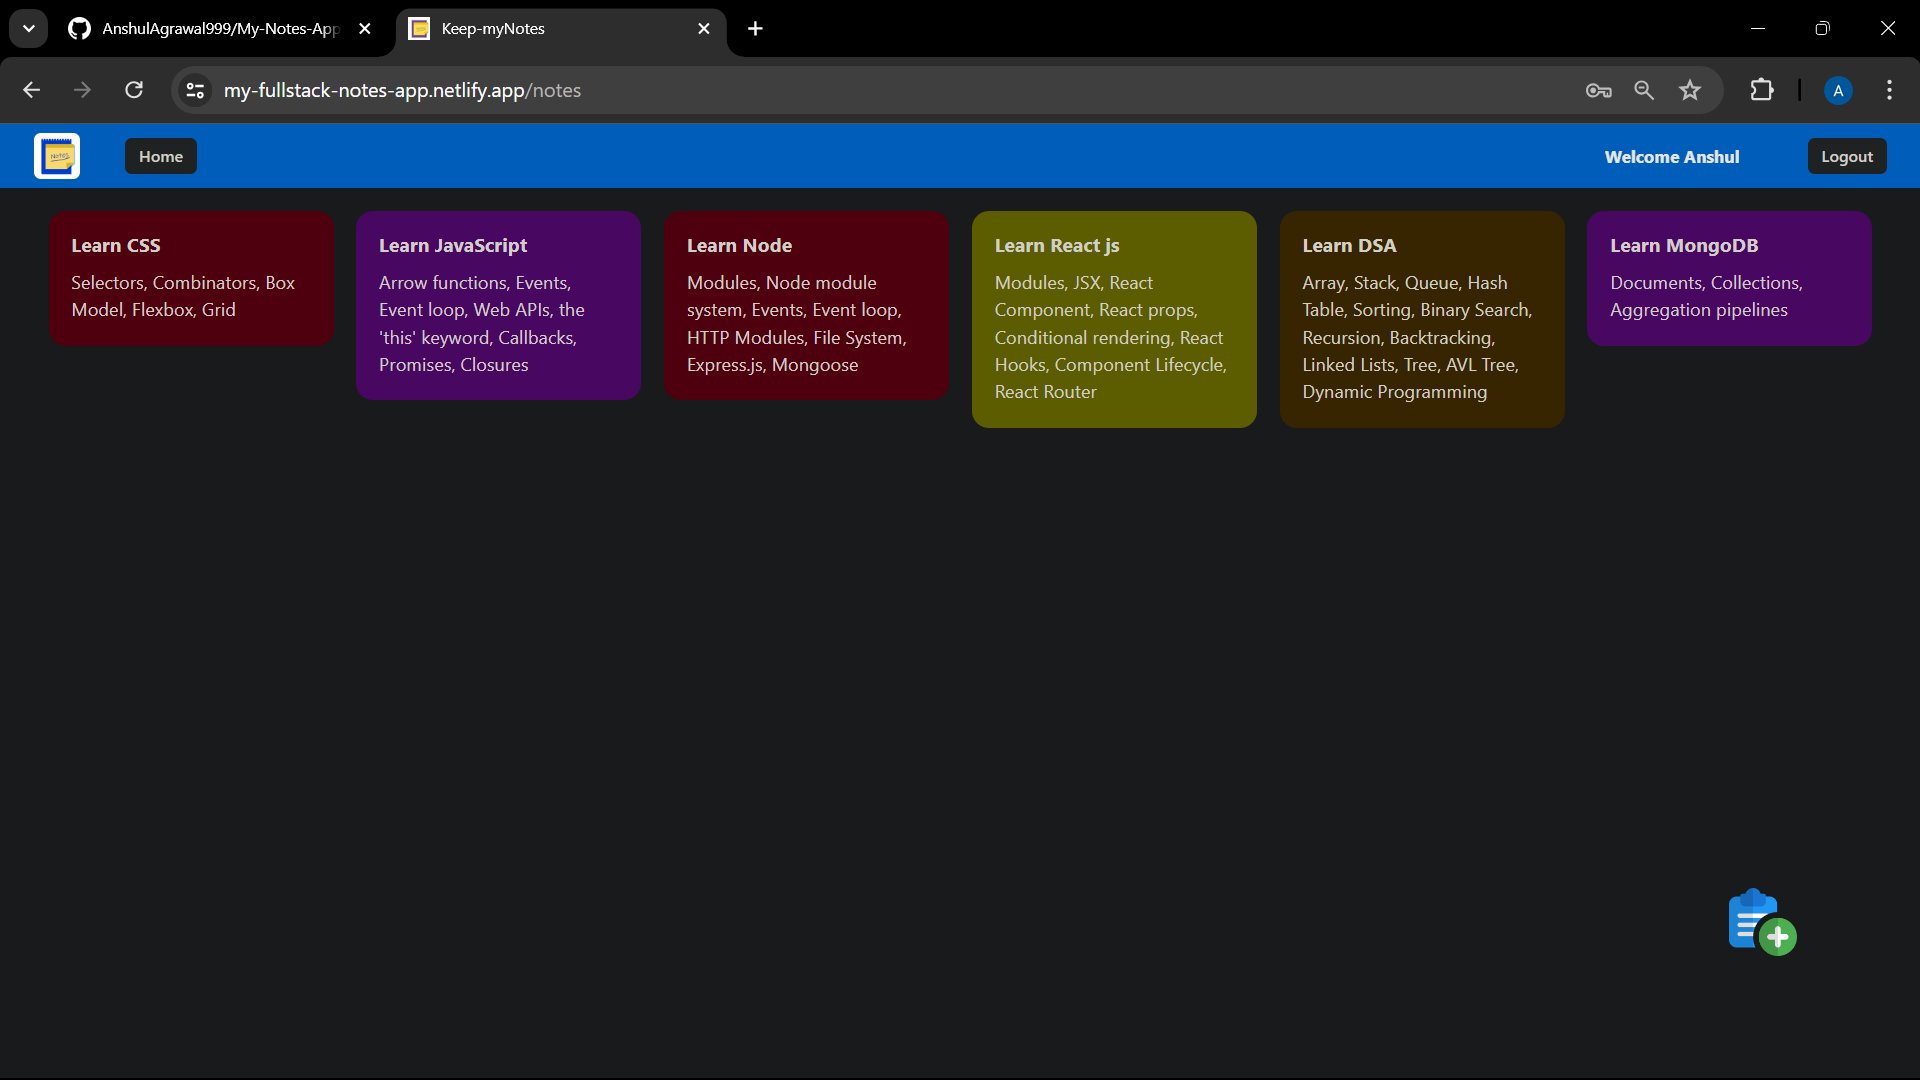 AnshulAgrawal999/My-Notes-App
Keep-myNotes
my-fullstack-notes-app.netlify.app/notes
A
Notes
Home
Welcome Anshul
Logout
Learn CSS
Selectors, Combinators, Box
Model, Flexbox, Grid
Learn JavaScript
Arrow functions, Events,
Event loop, Web APIs, the
'this' keyword, Callbacks,
Promises, Closures
Learn Node
Modules, Node module
system, Events, Event loop,
HTTP Modules, File System,
Express.js, Mongoose
Learn React js
Modules, JSX, React
Component, React props,
Conditional rendering, React
Hooks, Component Lifecycle,
React Router
Learn DSA
Array, Stack, Queue, Hash
Table, Sorting, Binary Search,
Recursion, Backtracking,
Linked Lists, Tree, AVL Tree,
Dynamic Programming
Learn MongoDB
Documents, Collections,
Aggregation pipelines